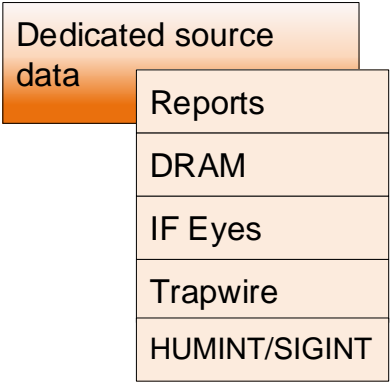 Dedicated source
data
Reports
DRAM
IF Eyes
Trapwire
HUMINT/SIGINT